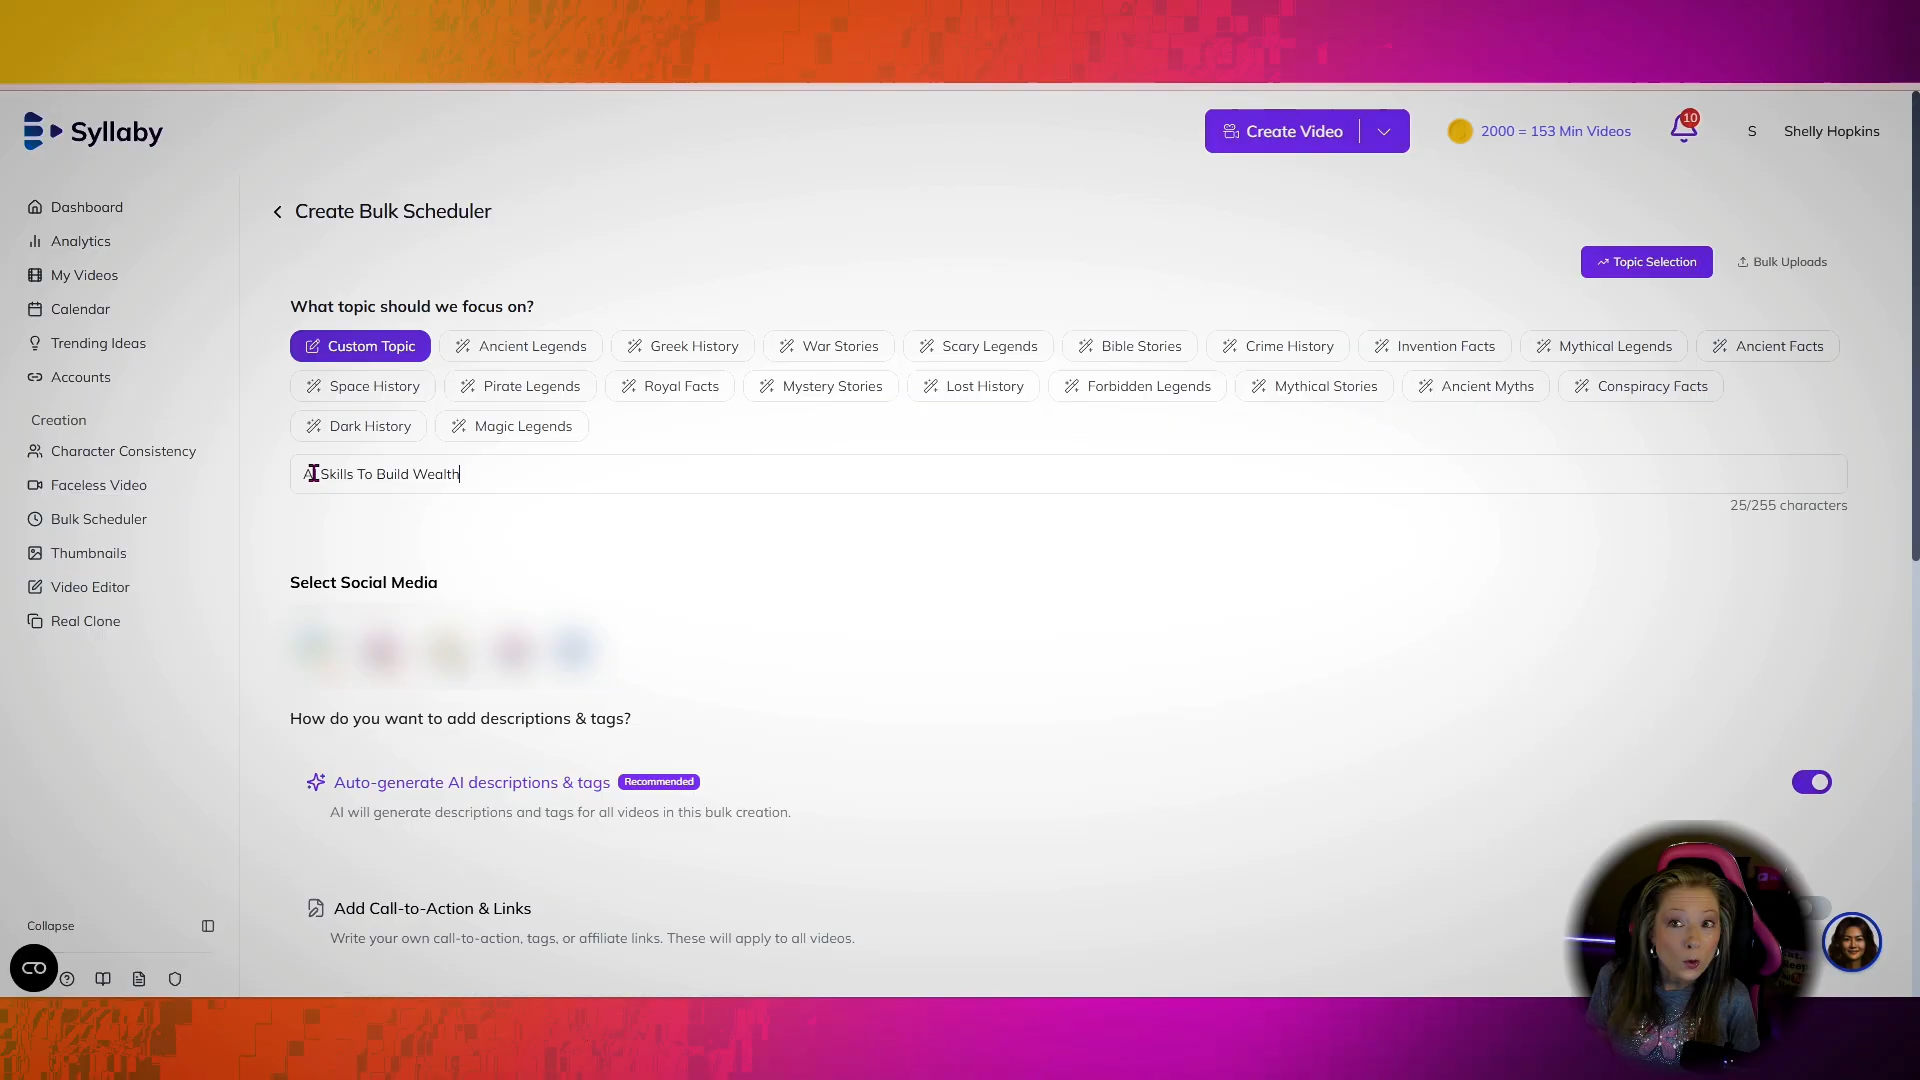 Syllaby
Create Video
2000 = 153 Min Videos
10
S
Shelly Hopkins
Dashboard
Analytics
My Videos
Calendar
Trending Ideas
Accounts
Creation
Character Consistency
Faceless Video
Bulk Scheduler
Thumbnails
Video Editor
Real Clone
Collapse
Create Bulk Scheduler
Topic Selection
Bulk Uploads
What topic should we focus on?
Custom Topic
Ancient Legends
Greek History
War Stories
Scary Legends
Bible Stories
Crime History
Invention Facts
Mythical Legends
Ancient Facts
Space History
Pirate Legends
Royal Facts
Mystery Stories
Lost History
Forbidden Legends
Mythical Stories
Ancient Myths
Conspiracy Facts
Dark History
Magic Legends
AI Skills To Build Wealth
25/255 characters
Select Social Media
How do you want to add descriptions & tags?
Auto-generate AI descriptions & tags
Recommended
AI will generate descriptions and tags for all videos in this bulk creation.
Add Call-to-Action & Links
Write your own call-to-action, tags, or affiliate links. These will apply to all videos.